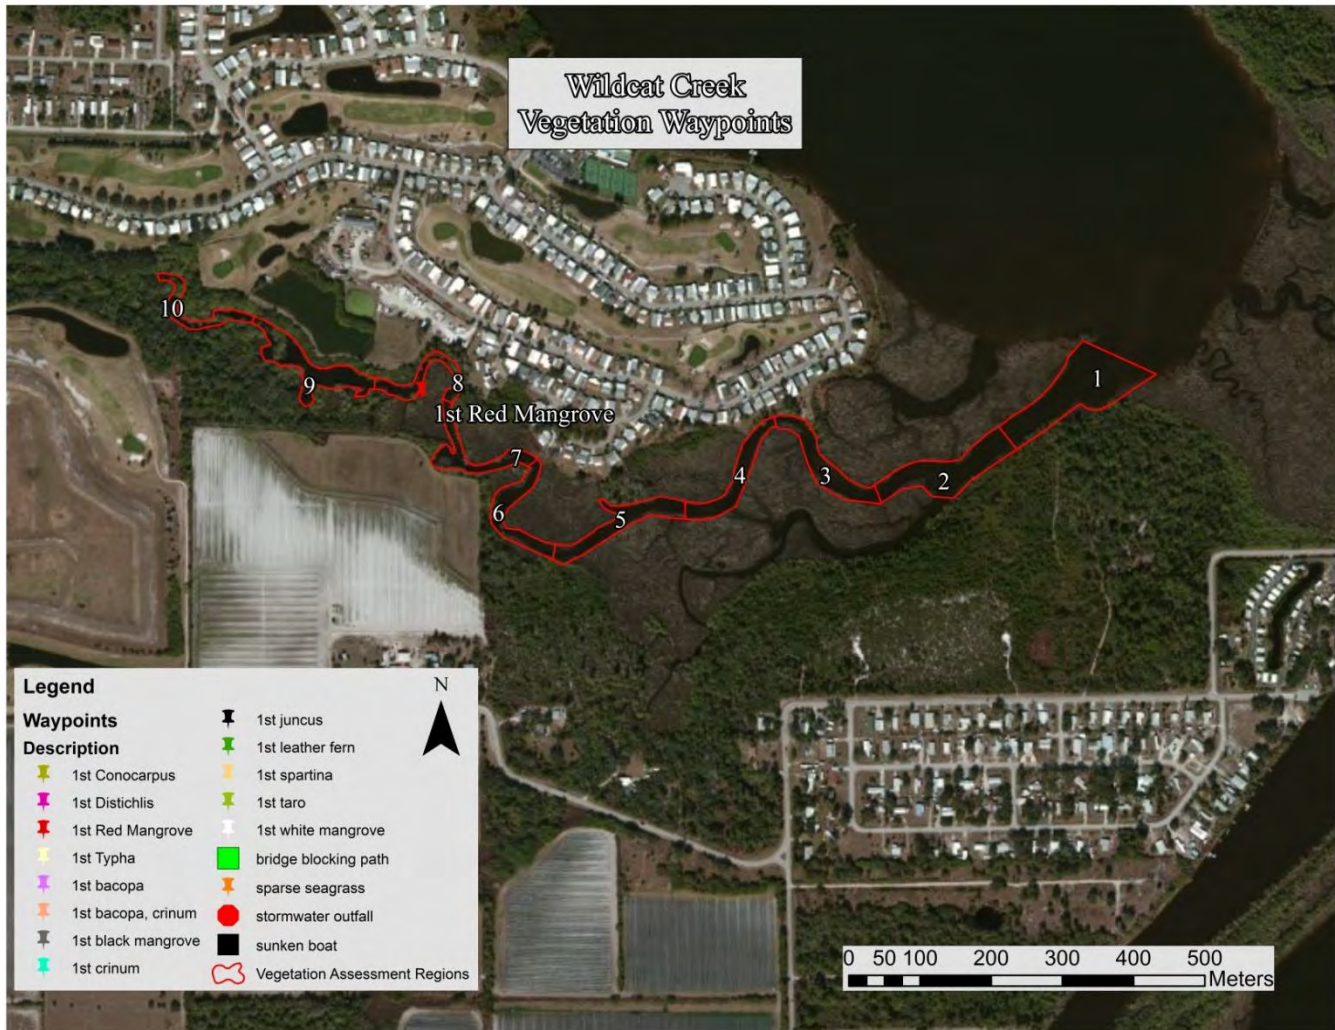 Wildcat Creek
Vegetation Waypoints
1
2
3
4
5
6
7
8
9
10
1st Red Mangrove
Legend
Waypoints
Description
1st Conocarpus
1st Distichlis
1st Red Mangrove
1st Typha
1st bacopa
1st bacopa, crinum
1st black mangrove
1st crinum
1st juncus
1st leather fern
1st spartina
1st taro
1st white mangrove
bridge blocking path
sparse seagrass
stormwater outfall
sunken boat
Vegetation Assessment Regions
N
0 50 100 200 300 400 500
Meters